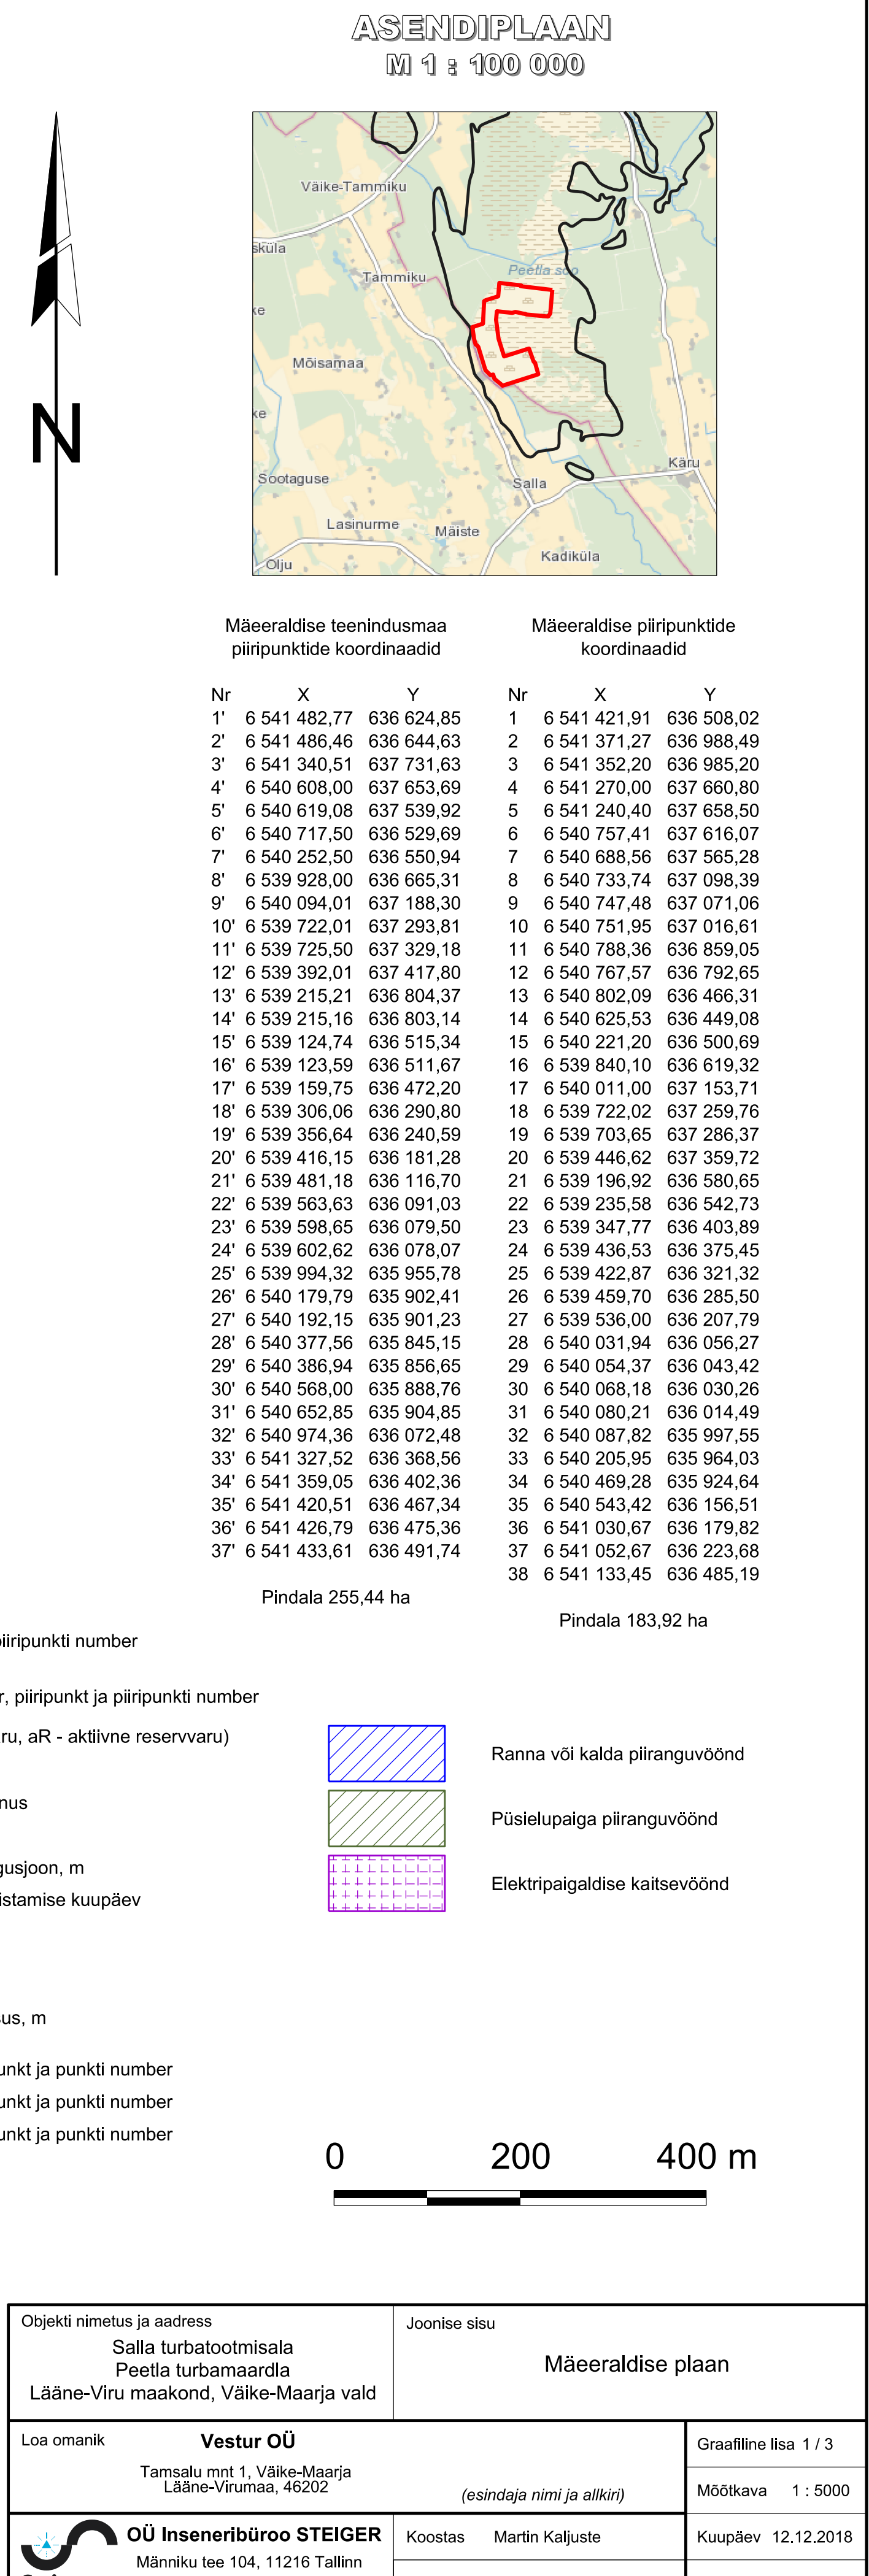 ASENDIPLAAN
M 1 : 100 000
N
Väike-Tammiku
sküla
Tammiku
Peetla soo
ke
Mõisamaa
ke
Sootaguse
Salla
Käru
Lasinurme
Mäiste
Olju
Kadiküla
Mäeeraldise teenindusmaa
piiripunktide koordinaadid
Nr X Y
1' 6 541 482,77 636 624,85
2' 6 541 486,46 636 644,63
3' 6 541 340,51 637 731,63
4' 6 540 608,00 637 653,69
5' 6 540 619,08 637 539,92
6' 6 540 717,50 636 529,69
7' 6 540 252,50 636 550,94
8' 6 539 928,00 636 665,31
9' 6 540 094,01 637 188,30
10' 6 539 722,01 637 293,81
11' 6 539 725,50 637 329,18
12' 6 539 392,01 637 417,80
13' 6 539 215,21 636 804,37
14' 6 539 215,16 636 803,14
15' 6 539 124,74 636 515,34
16' 6 539 123,59 636 511,67
17' 6 539 159,75 636 472,20
18' 6 539 306,06 636 290,80
19' 6 539 356,64 636 240,59
20' 6 539 416,15 636 181,28
21' 6 539 481,18 636 116,70
22' 6 539 563,63 636 091,03
23' 6 539 598,65 636 079,50
24' 6 539 602,62 636 078,07
25' 6 539 994,32 635 955,78
26' 6 540 179,79 635 902,41
27' 6 540 192,15 635 901,23
28' 6 540 377,56 635 845,15
29' 6 540 386,94 635 856,65
30' 6 540 568,00 635 888,76
31' 6 540 652,85 635 904,85
32' 6 540 974,36 636 072,48
33' 6 541 327,52 636 368,56
34' 6 541 359,05 636 402,36
35' 6 541 420,51 636 467,34
36' 6 541 426,79 636 475,36
37' 6 541 433,61 636 491,74
Pindala 255,44 ha
Mäeeraldise piiripunktide
koordinaadid
Nr X Y
1 6 541 421,91 636 508,02
2 6 541 371,27 636 988,49
3 6 541 352,20 636 985,20
4 6 541 270,00 637 660,80
5 6 541 240,40 637 658,50
6 6 540 757,41 637 616,07
7 6 540 688,56 637 565,28
8 6 540 733,74 637 098,39
9 6 540 747,48 637 071,06
10 6 540 751,95 637 016,61
11 6 540 788,36 636 859,05
12 6 540 767,57 636 792,65
13 6 540 802,09 636 466,31
14 6 540 625,53 636 449,08
15 6 540 221,20 636 500,69
16 6 539 840,10 636 619,32
17 6 540 011,00 637 153,71
18 6 539 722,02 637 259,76
19 6 539 703,65 637 286,37
20 6 539 446,62 637 359,72
21 6 539 196,92 636 580,65
22 6 539 235,58 636 542,73
23 6 539 347,77 636 403,89
24 6 539 436,53 636 375,45
25 6 539 422,87 636 321,32
26 6 539 459,70 636 285,50
27 6 539 536,00 636 207,79
28 6 540 031,94 636 056,27
29 6 540 054,37 636 043,42
30 6 540 068,18 636 030,26
31 6 540 080,21 636 014,49
32 6 540 087,82 635 997,55
33 6 540 205,95 635 964,03
34 6 540 469,28 635 924,64
35 6 540 543,42 636 156,51
36 6 541 030,67 636 179,82
37 6 541 052,67 636 223,68
38 6 541 133,45 636 485,19
Pindala 183,92 ha
iiripunkti number
r, piiripunkt ja piiripunkti number
ru, aR - aktiivne reservvaru)
nus
gusjoon, m
istamise kuupäev
sus, m
unkt ja punkti number
unkt ja punkti number
unkt ja punkti number
Ranna või kalda piiranguvöönd
Püsielupaiga piiranguvöönd
Elektripaigaldise kaitsevöönd
0 200 400 m
Objekti nimetus ja aadress
Salla turbatootmisala
Peetla turbamaardla
Lääne-Viru maakond, Väike-Maarja vald
Joonise sisu
Mäeeraldise plaan
Loa omanik Vestur OÜ
Tamsalu mnt 1, Väike-Maarja
Lääne-Virumaa, 46202
(esindaja nimi ja allkiri)
Graafiline lisa 1 / 3
Mõõtkava 1 : 5000
OÜ Inseneribüroo STEIGER
Männiku tee 104, 11216 Tallinn
Koostas Martin Kaljuste
Kuupäev 12.12.2018